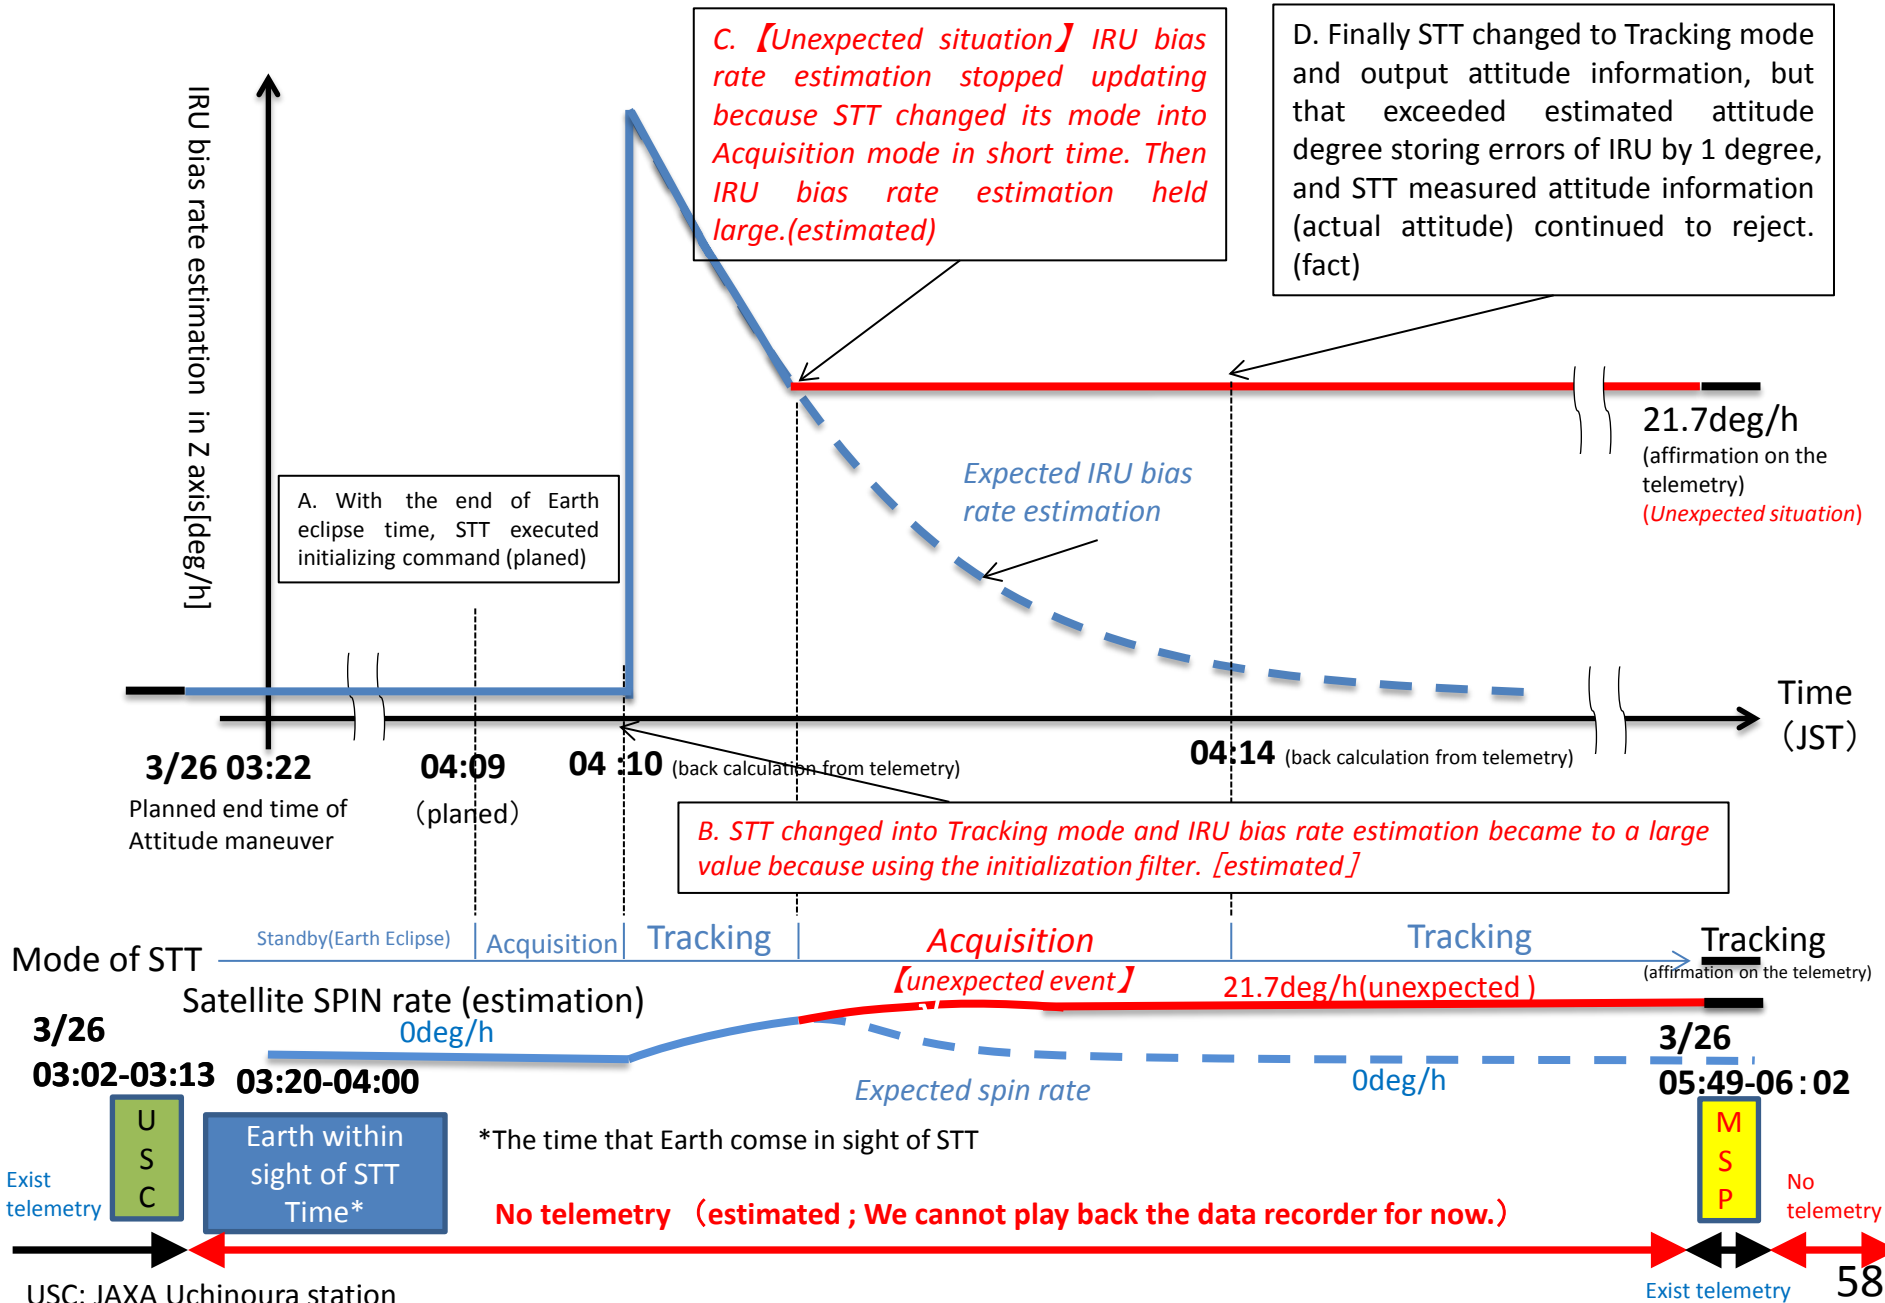 C. 【Unexpected situation】 IRU bias
rate estimation stopped updating
because STT changed its mode into
Acquisition mode in short time. Then
IRU bias rate estimation held
large.(estimated)
D. Finally STT changed to Tracking mode
and output attitude information, but
that exceeded estimated attitude
degree storing errors of IRU by 1 degree,
and STT measured attitude information
(actual attitude) continued to reject.
(fact)
IRU bias rate estimation in Z axis[deg/h]
A. With the end of Earth
eclipse time, STT executed
initializing command (planed)
Expected IRU bias
rate estimation
21.7deg/h
(affirmation on the
telemetry)
(Unexpected situation)
Time
（JST）
3/26 03:22
Planned end time of
Attitude maneuver
04:09
（planed）
04 :10 (back calculation from telemetry)
04:14 (back calculation from telemetry)
B. STT changed into Tracking mode and IRU bias rate estimation became to a large
value because using the initialization filter. ［estimated］
Mode of STT
Standby(Earth Eclipse)
Acquisition
Tracking
Acquisition
【unexpected event】
Tracking
Tracking
(affirmation on the telemetry)
Satellite SPIN rate (estimation)
0deg/h
21.7deg/h(unexpected )
Expected spin rate
0deg/h
3/26
03:02-03:13
03:20-04:00
3/26
05:49-06：02
USC
Earth within
sight of STT
Time*
*The time that Earth comse in sight of STT
MSP
Exist
telemetry
No telemetry （estimated ; We cannot play back the data recorder for now.）
No
telemetry
Exist telemetry
USC: JAXA Uchinoura station
58